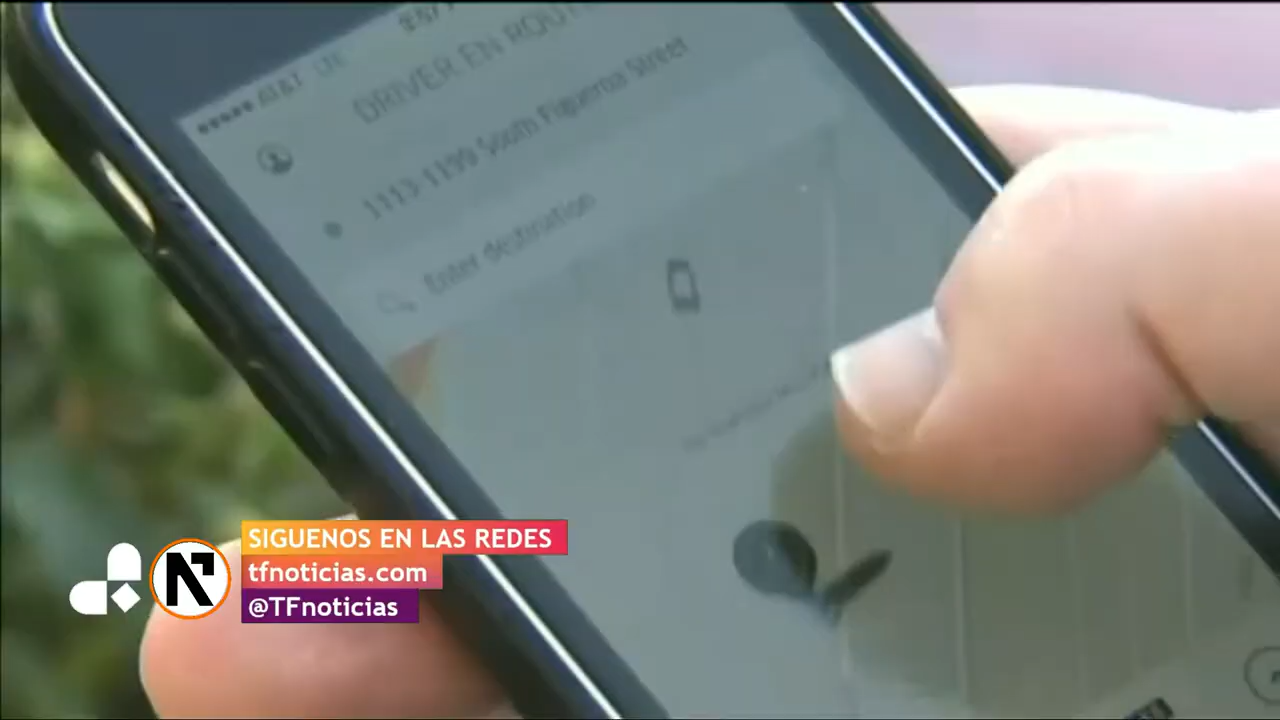 AT&T LTE
DRIVER EN ROUTE
1113-1199 South Figueroa Street
Enter destination
SIGUENOS EN LAS REDES
tfnoticias.com
@TFnoticias
N